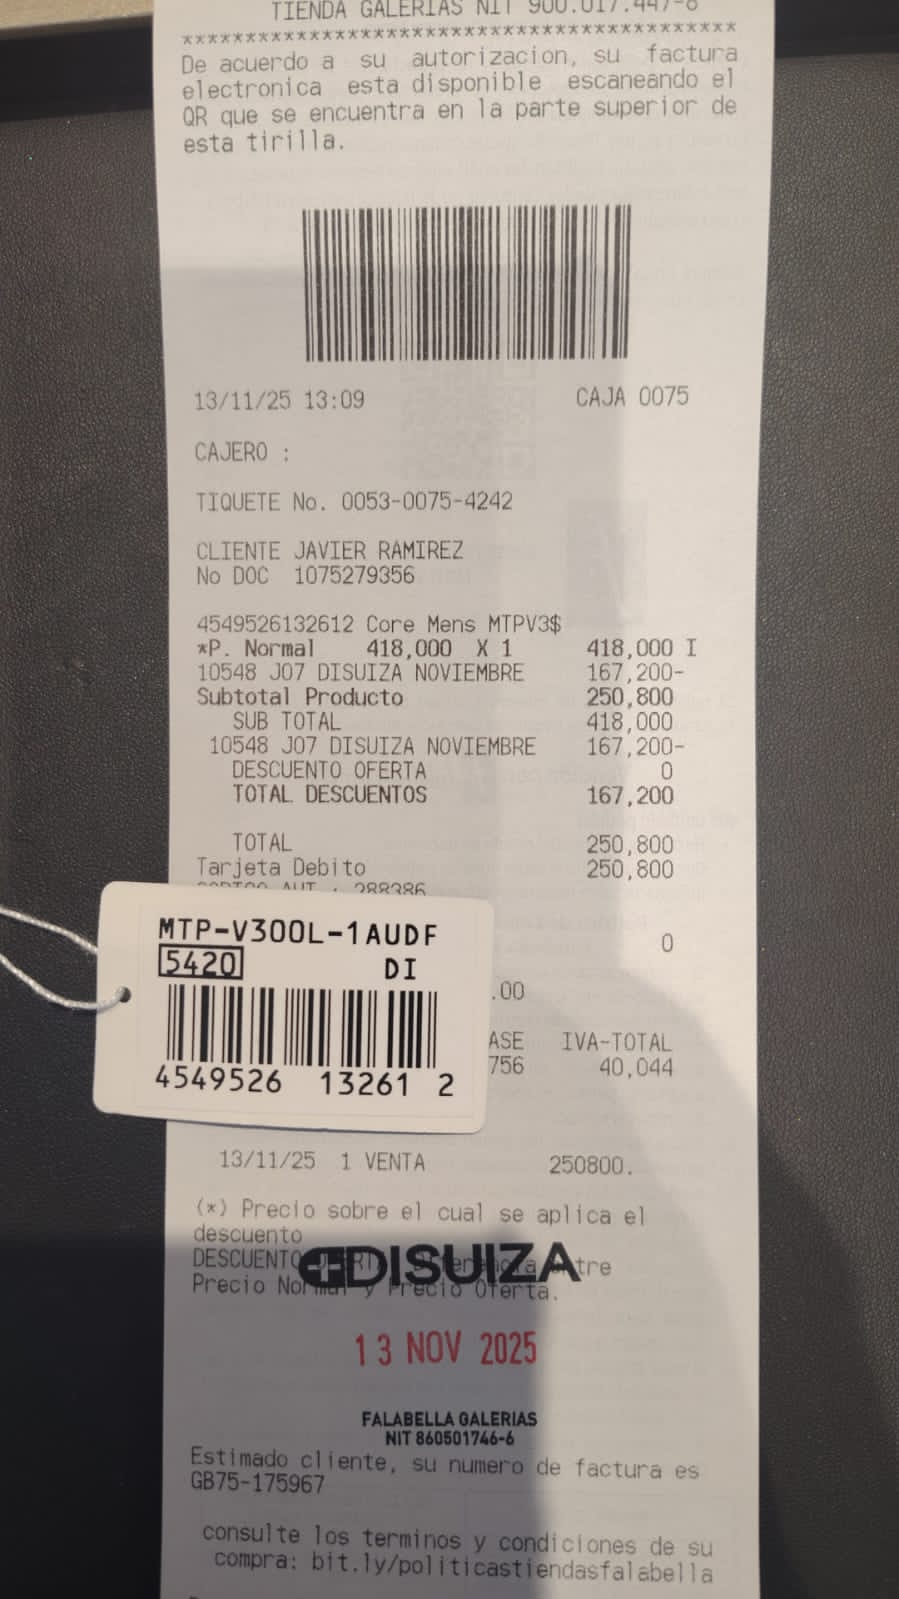 TIENDA GALERIAS NIT 900.017.447-8
*******************************************
De acuerdo a su autorizacion, su factura
electronica esta disponible escaneando el
QR que se encuentra en la parte superior de
esta tirilla.
13/11/25 13:09 CAJA 0075
CAJERO :
TIQUETE No. 0053-0075-4242
CLIENTE JAVIER RAMIREZ
No DOC 1075279356
4549526132612 Core Mens MTPV3$
*P. Normal 418,000 X 1 418,000 I
10548 J07 DISUIZA NOVIEMBRE 167,200-
Subtotal Producto 250,800
SUB TOTAL 418,000
10548 J07 DISUIZA NOVIEMBRE 167,200-
DESCUENTO OFERTA 0
TOTAL DESCUENTOS 167,200
TOTAL 250,800
Tarjeta Debito 250,800
AUT : 288386
0
.00
ASE IVA-TOTAL
756 40,044
MTP-V300L-1AUDF
5420 DI
4549526 13261 2
13/11/25 1 VENTA 250800.
(*) Precio sobre el cual se aplica el
descuento
DESCUENTO entre
Precio Normal y Precio Oferta.
DISUIZA
13 NOV 2025
FALABELLA GALERIAS
NIT 860501746-6
Estimado cliente, su numero de factura es
GB75-175967
consulte los terminos y condiciones de su
compra: bit.ly/politicastiendasfalabella